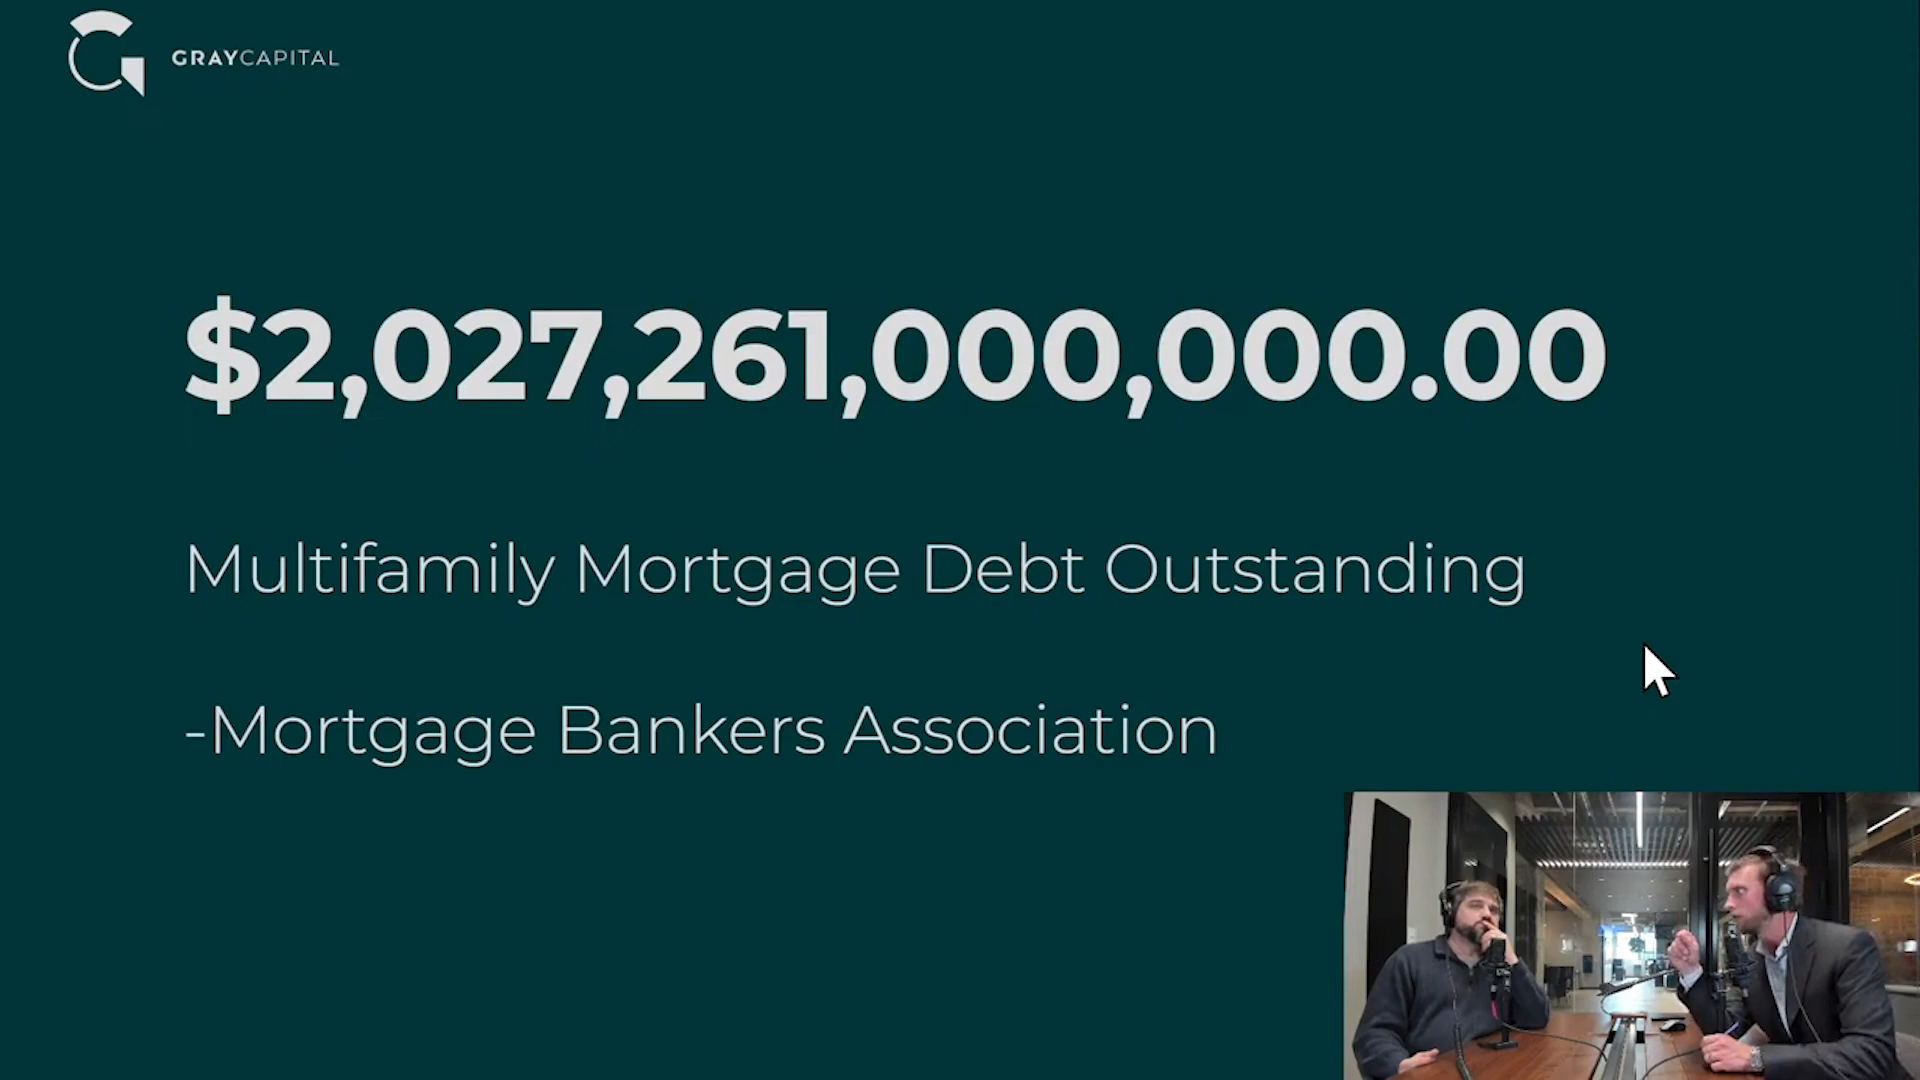 GRAYCAPITAL
$2,027,261,000,000.00
Multifamily Mortgage Debt Outstanding
-Mortgage Bankers Association